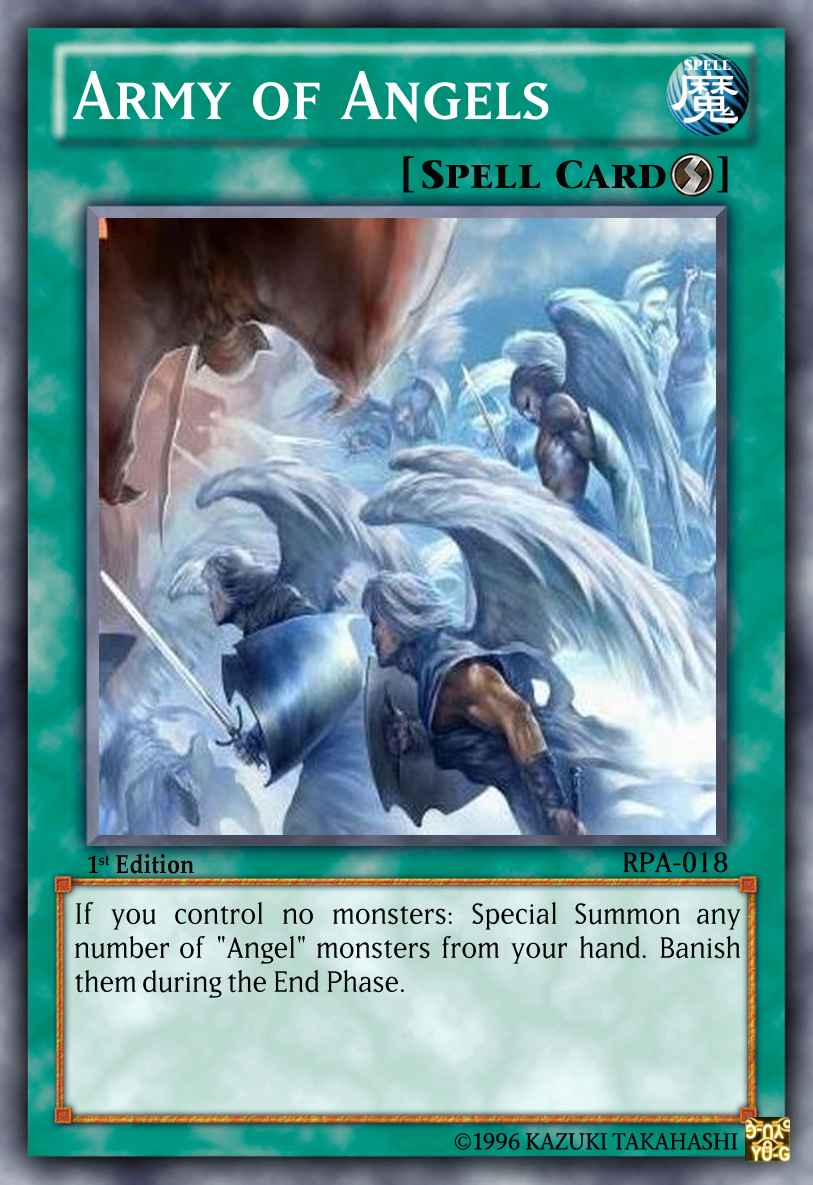 Army of Angels
SPELL
魔
[Spell Card]
1st Edition
RPA-018
If you control no monsters: Special Summon any
number of "Angel" monsters from your hand. Banish
them during the End Phase.
©1996 KAZUKI TAKAHASHI